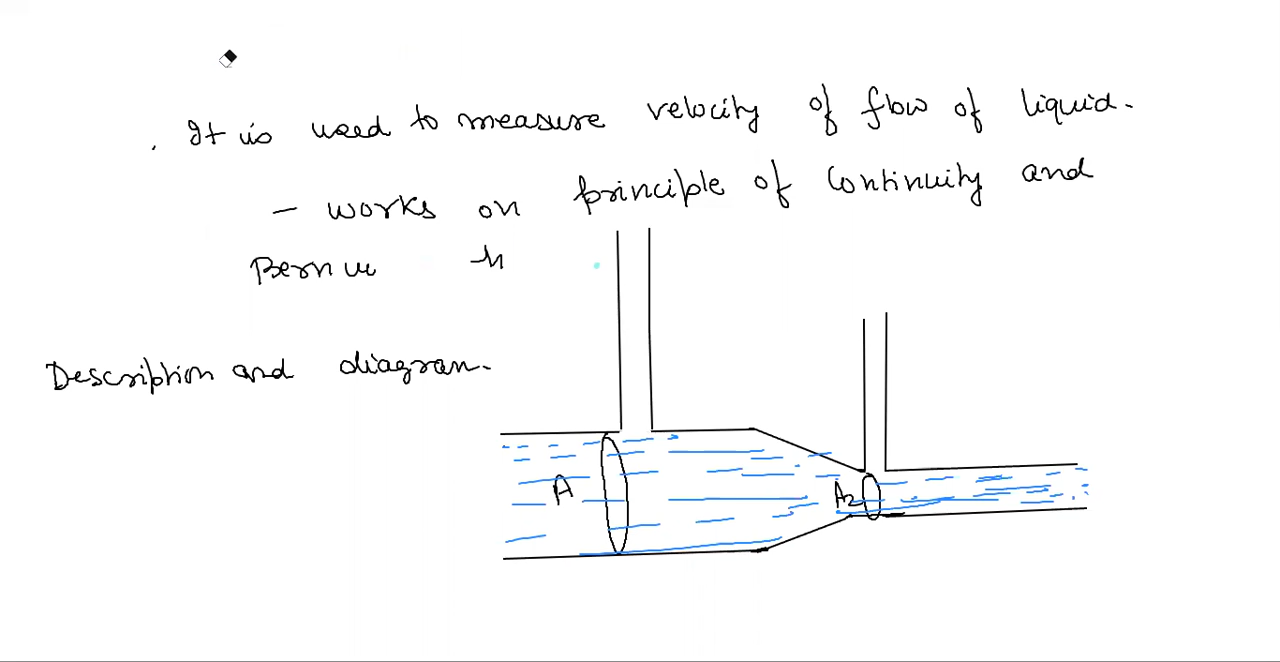 . It is used to measure velocity of flow of liquid.
- works on principle of continuity and
Bernu th
Description and diagram.
A
A2